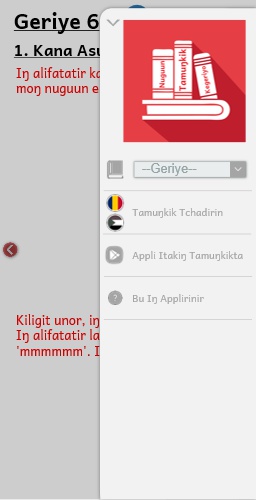 Geriye 6
1. Kana Asu
Iŋ alifatatir ka
moŋ nuguun e
Kiligit unor, iŋ
Iŋ alifatatir la
'mmmmmm'. I
Nuguun
Tamuŋkik
Kegeriyo
--Geriye--
Tamuŋkik Tchadirin
Appli Itakiŋ Tamuŋkikta
?
Bu Iŋ Applirinir